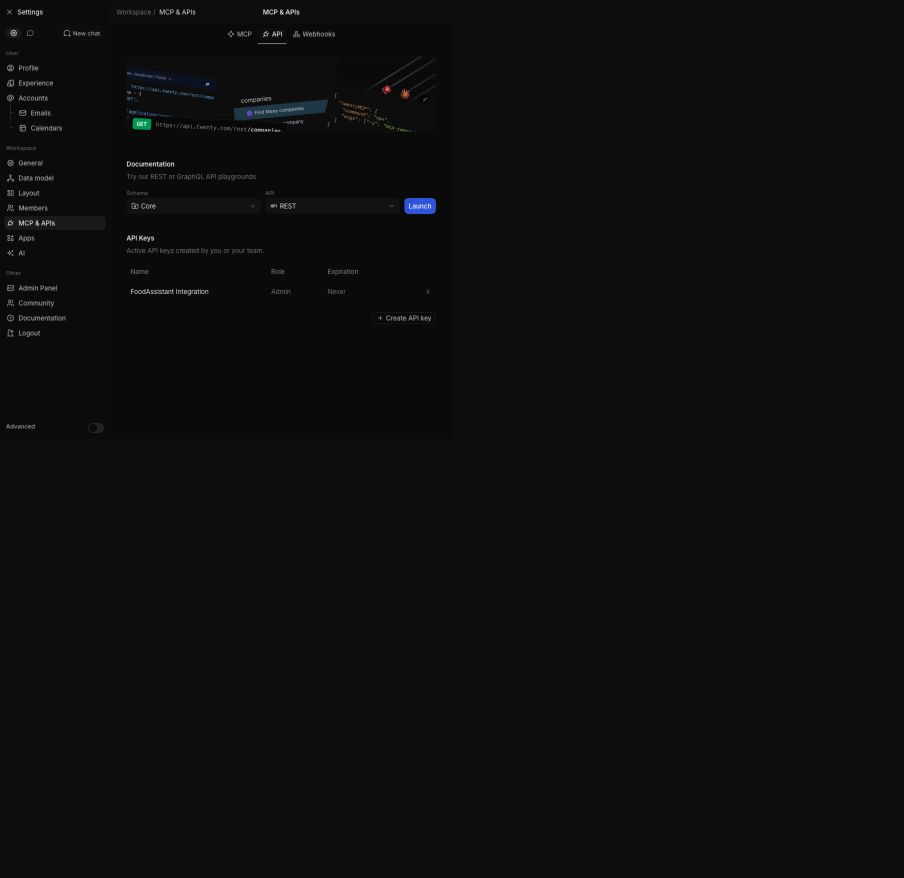 Settings
Workspace / MCP & APIs
MCP & APIs
New chat
MCP
API
Webhooks
User
Profile
Experience
Accounts
Emails
Calendars
companies
Find Many companies
GET https://api.twenty.com/rest/companies
Workspace
General
Data model
Layout
Members
MCP & APIs
Apps
AI
Other
Admin Panel
Community
Documentation
Logout
Advanced
Documentation
Try our REST or GraphQL API playgrounds
Schema
API
Core
API REST
Launch
API Keys
Active API keys created by you or your team.
Name Role Expiration
FoodAssistant Integration Admin Never
+ Create API key